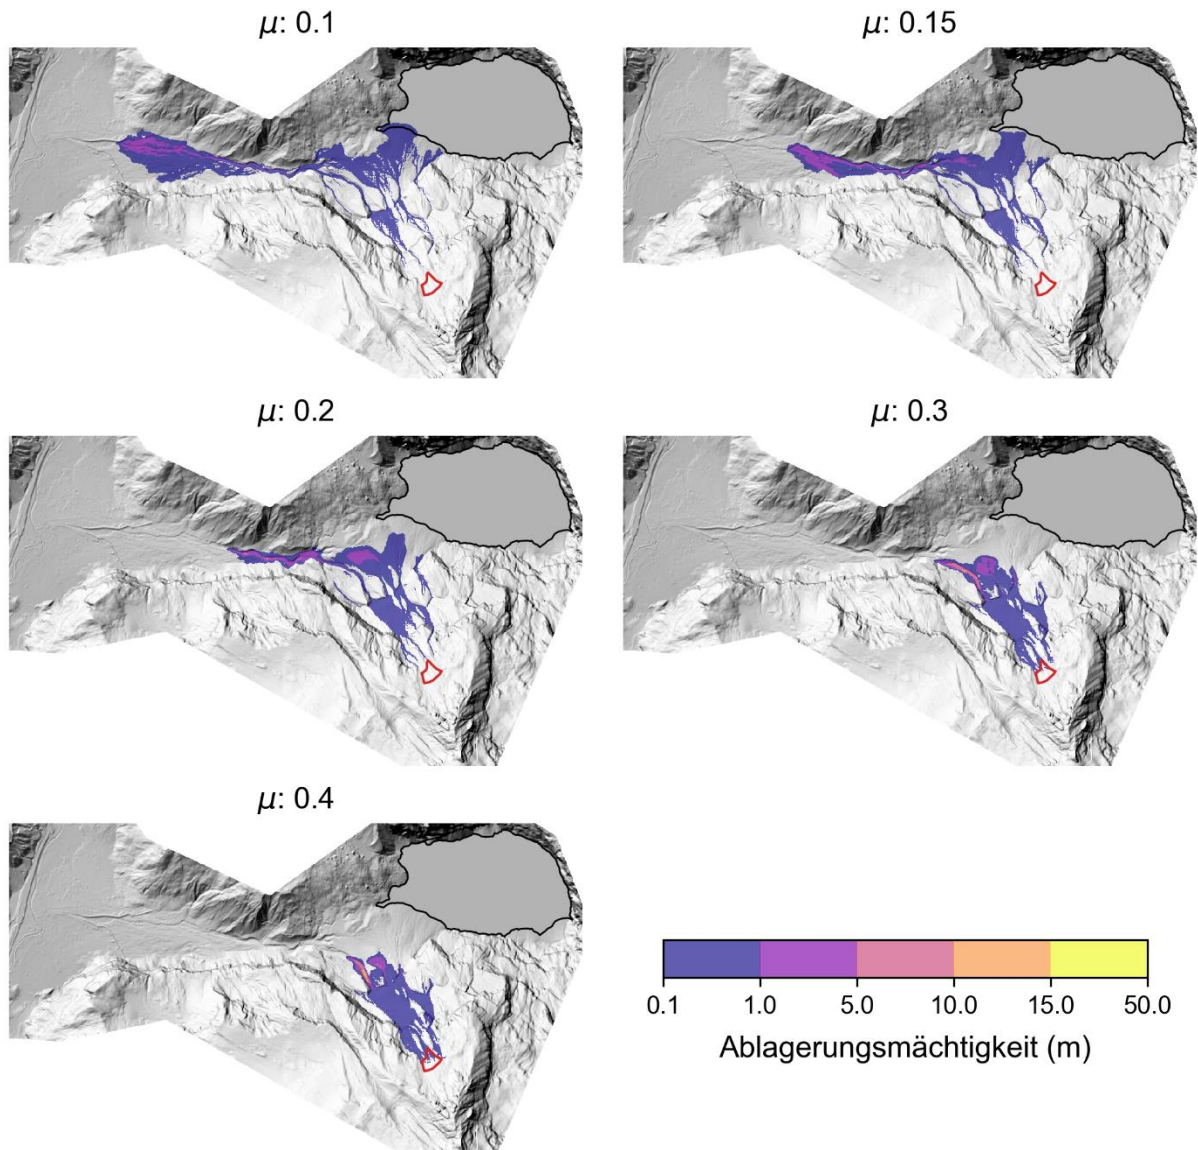 μ: 0.1
μ: 0.15
μ: 0.2
μ: 0.3
μ: 0.4
0.1 1.0 5.0 10.0 15.0 50.0
Ablagerungsmächtigkeit (m)